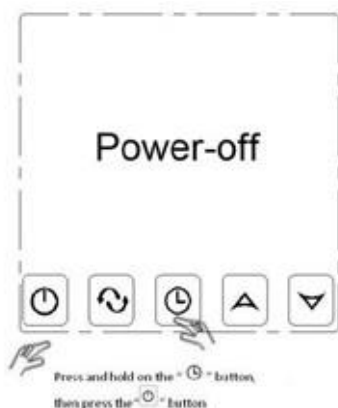 Power-off
Press and hold on the " " button,
then press the " " button